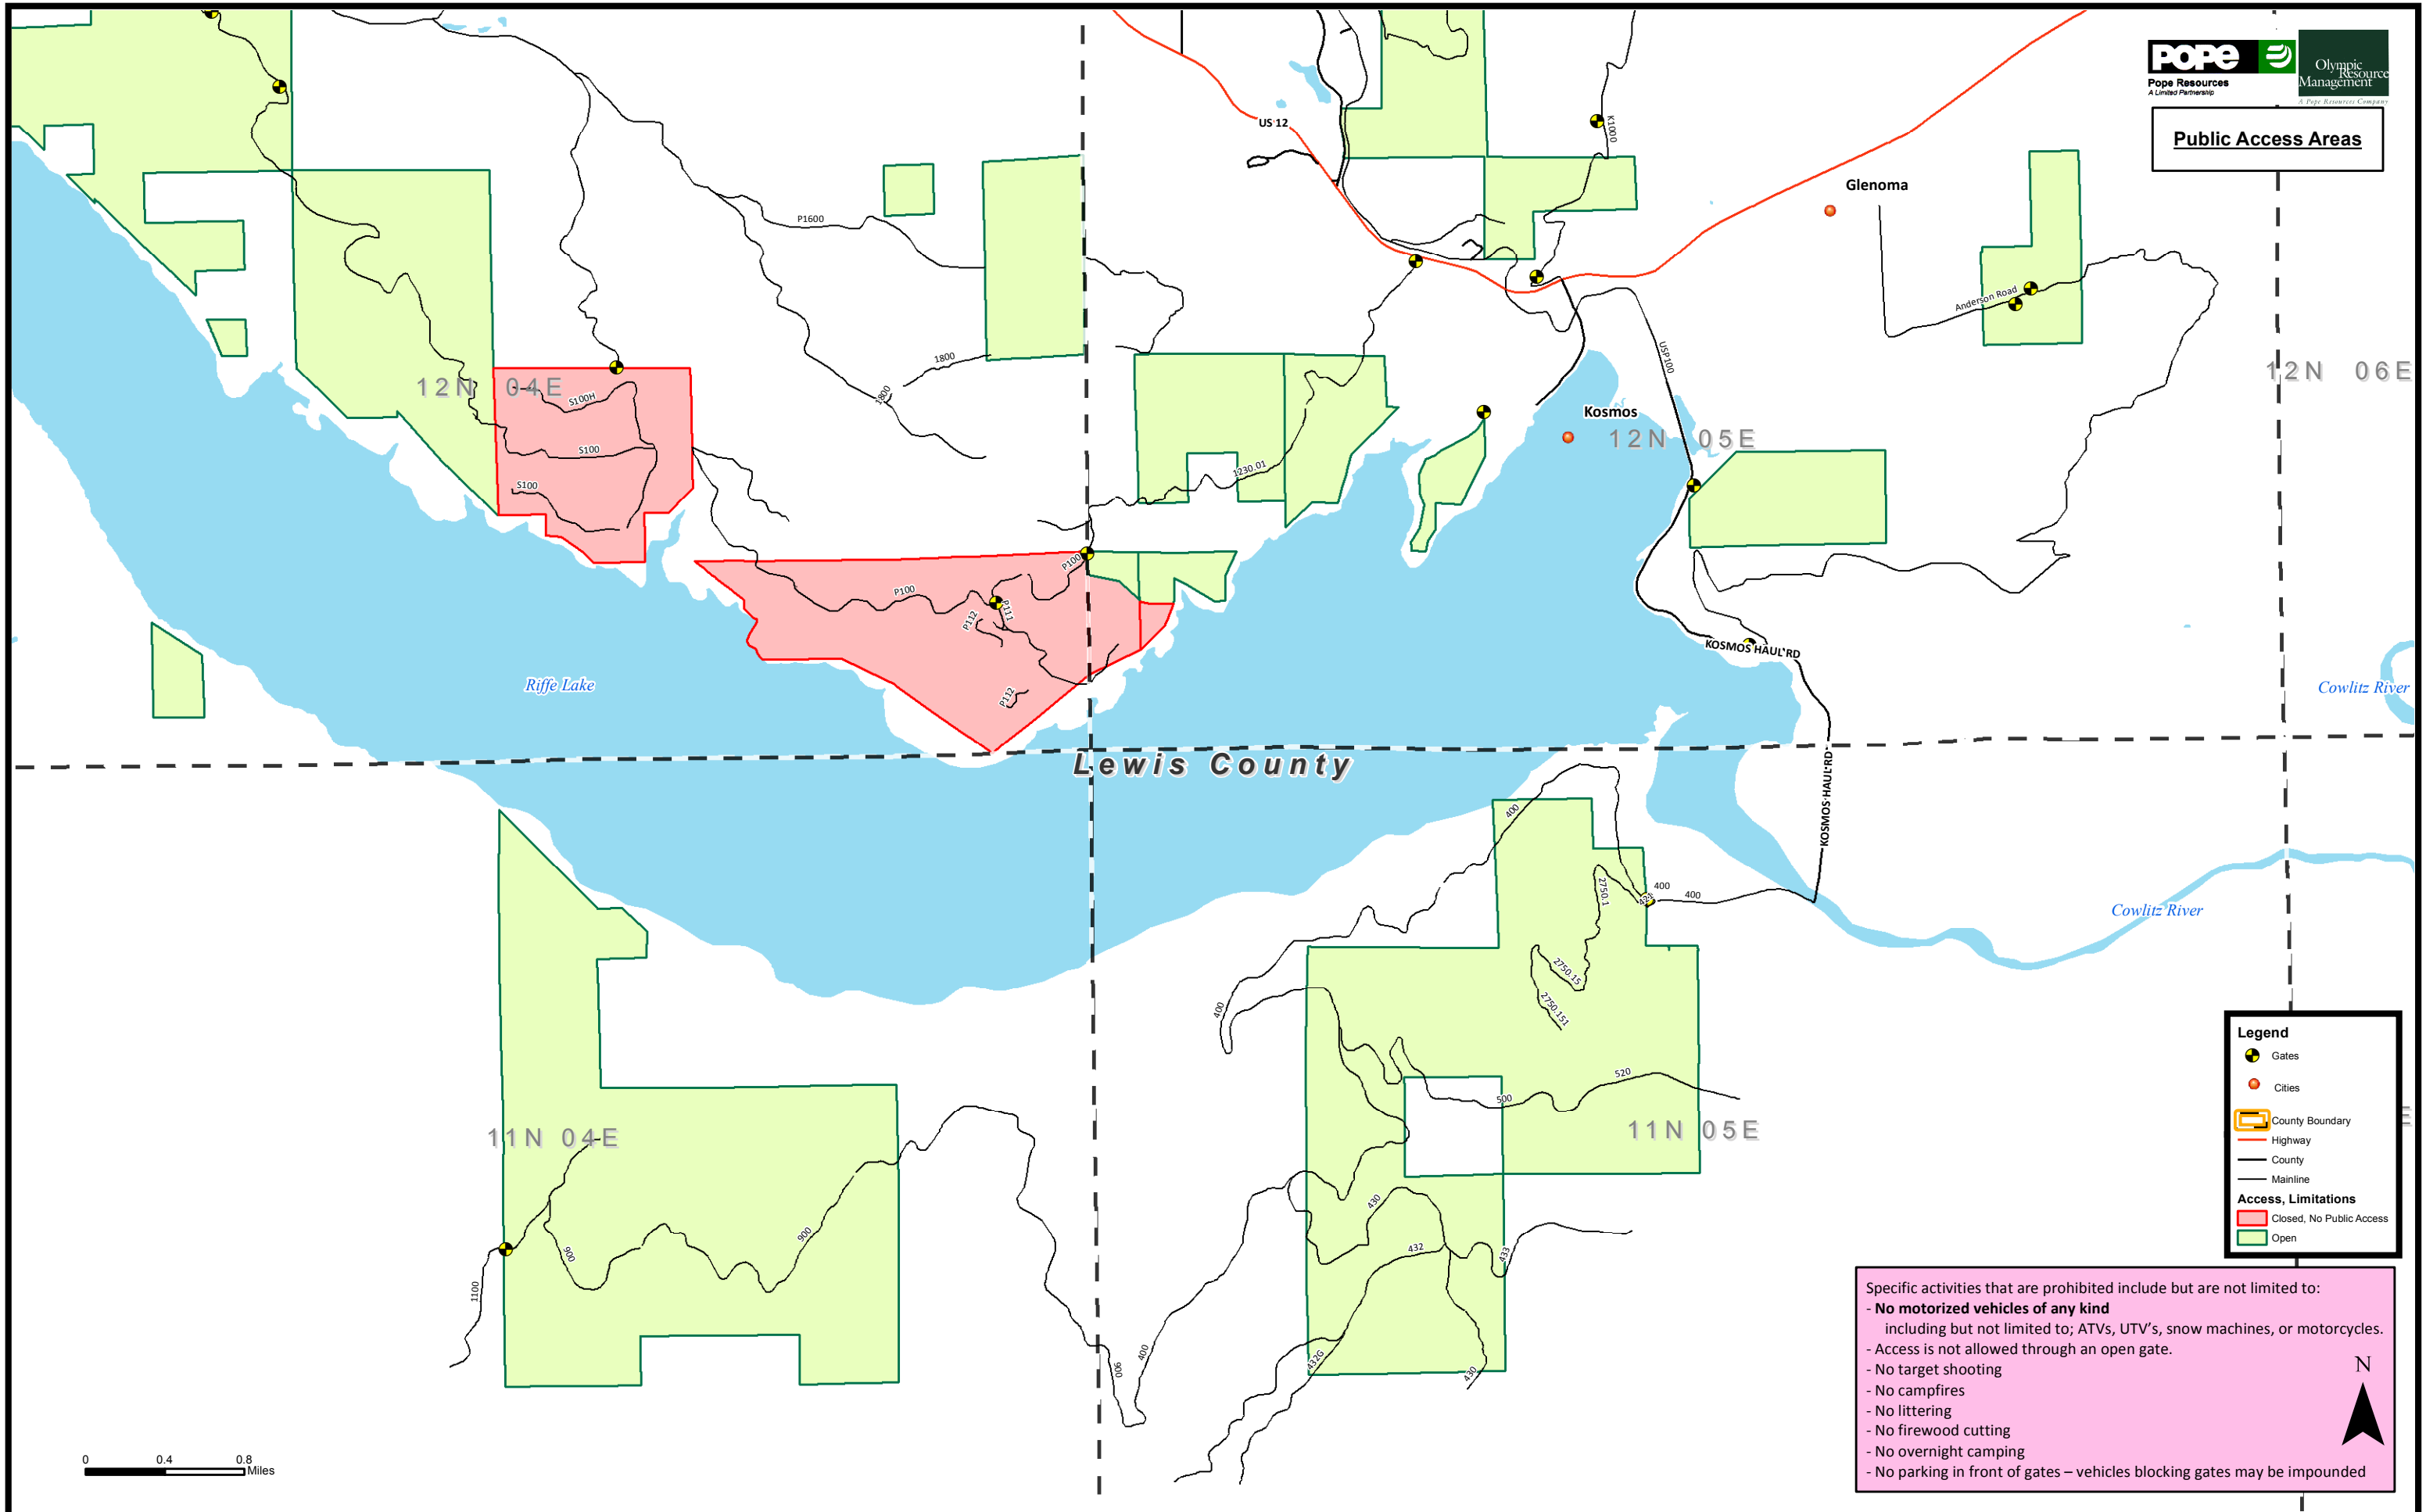 POPE
Pope Resources
A Limited Partnership
Olympic
Resource
Management
A Pope Resources Company
Public Access Areas
US 12
K1000
Glenoma
P1600
Anderson Road
1800
1800
USP100
12N 04E
12N 06E
S100H
Kosmos
12N 05E
S100
1230.01
S100
P100
P100
P111
P112
KOSMOS HAUL RD
Riffe Lake
Cowlitz River
P112
Lewis County
KOSMOS HAUL RD
400
2750.1
400
424
400
Cowlitz River
2750.15
400
2750.151
520
500
11N 04E
11N 05E
E
430
900
900
432
433
1100
900
400
432G
430
Legend
Gates
Cities
County Boundary
Highway
County
Mainline
Access, Limitations
Closed, No Public Access
Open
Specific activities that are prohibited include but are not limited to:
- No motorized vehicles of any kind
including but not limited to; ATVs, UTV's, snow machines, or motorcycles.
- Access is not allowed through an open gate.
- No target shooting
- No campfires
- No littering
- No firewood cutting
- No overnight camping
- No parking in front of gates – vehicles blocking gates may be impounded
N
0 0.4 0.8
Miles